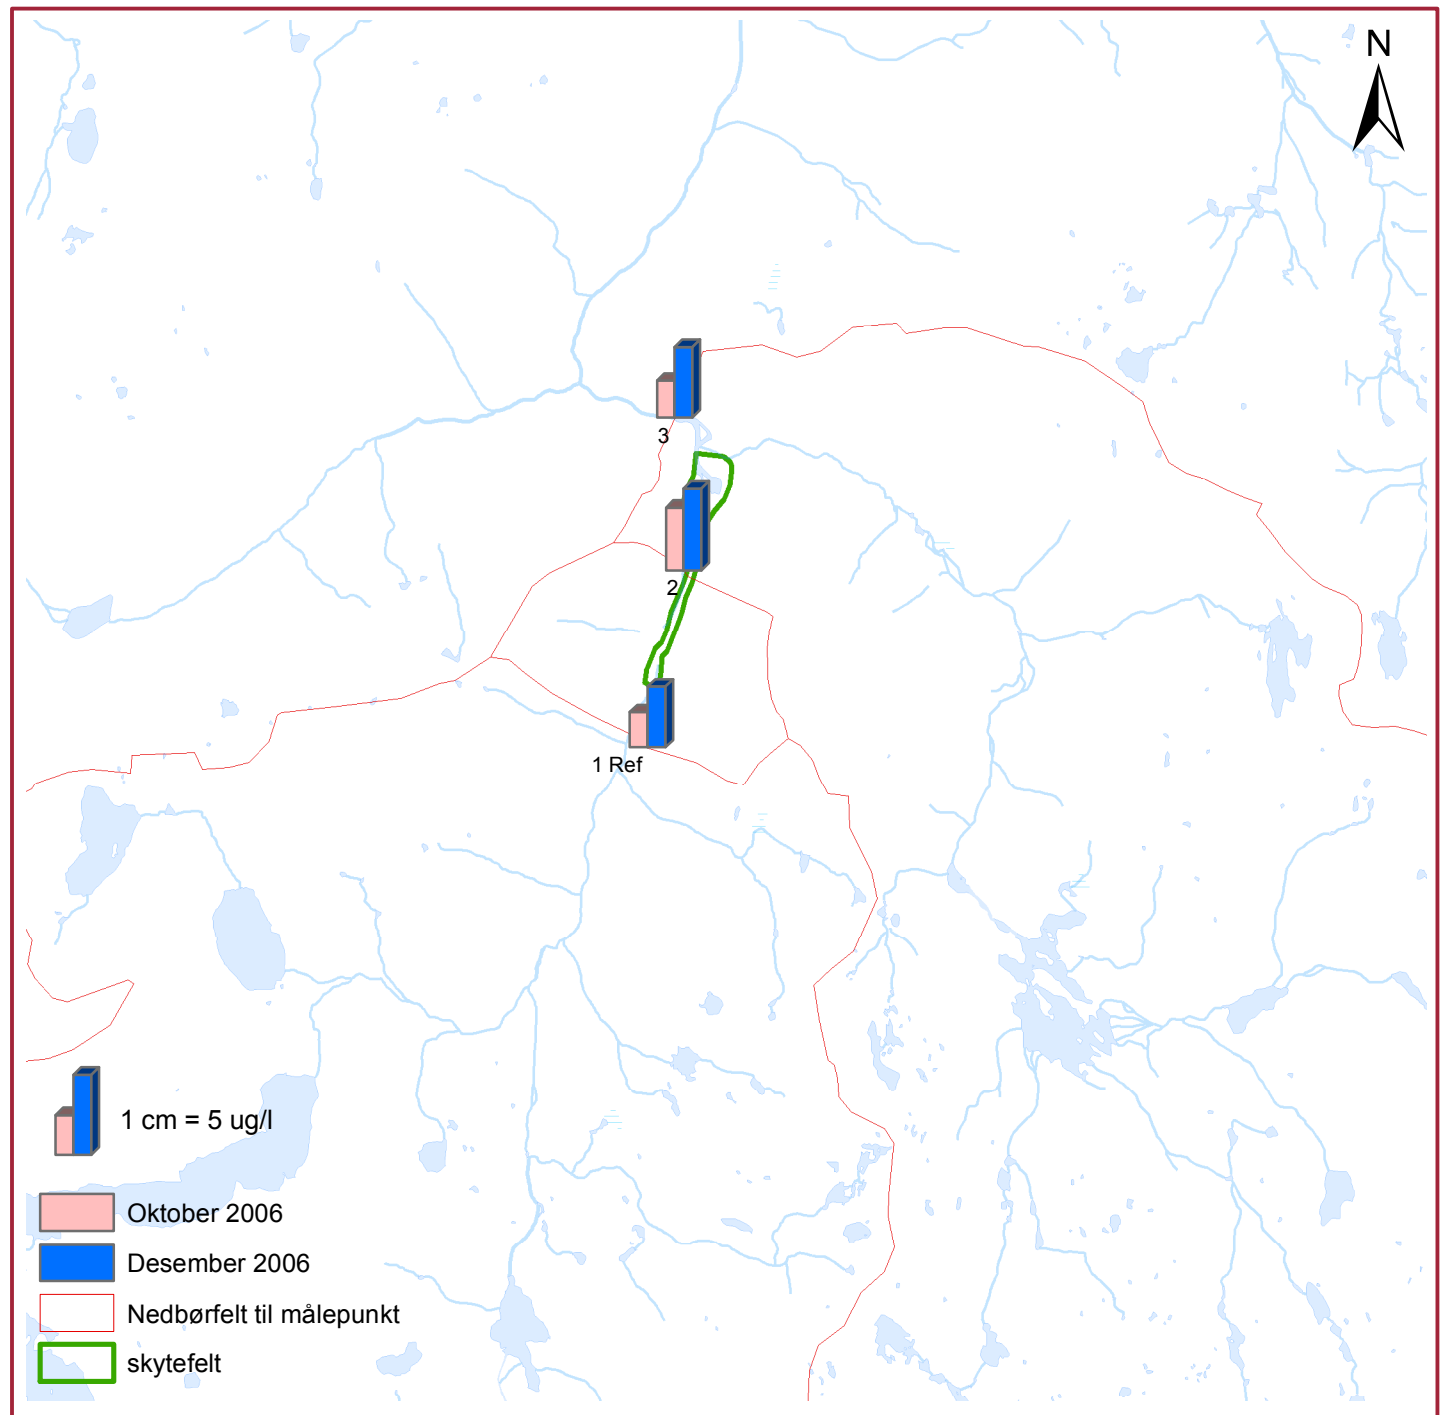 N
3
2
1 Ref
1 cm = 5 ug/l
Oktober 2006
Desember 2006
Nedbørfelt til målepunkt
skytefelt